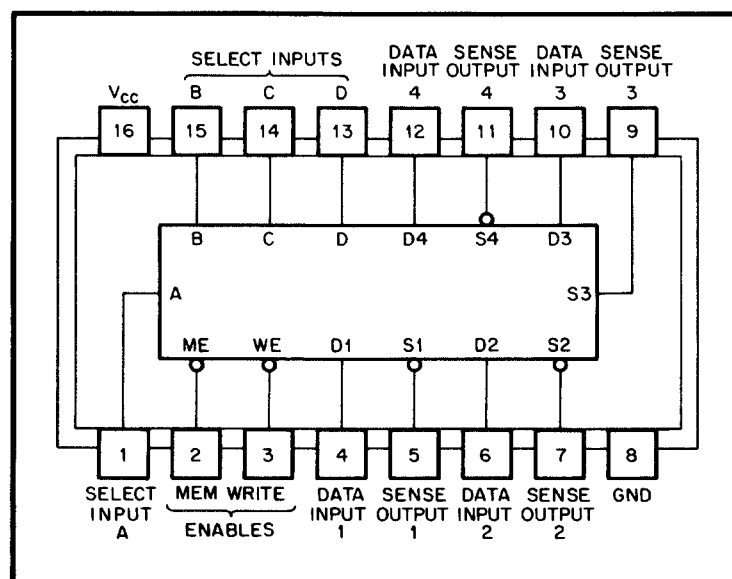 SELECT INPUTS
DATA INPUT 4
SENSE OUTPUT 4
DATA INPUT 3
SENSE OUTPUT 3
VCC B C D
16 15 14 13 12 11 10 9
B C D D4 S4 D3
A S3
ME WE D1 S1 D2 S2
1 2 3 4 5 6 7 8
SELECT INPUT A
MEM WRITE
ENABLES
DATA INPUT 1
SENSE OUTPUT 1
DATA INPUT 2
SENSE OUTPUT 2
GND